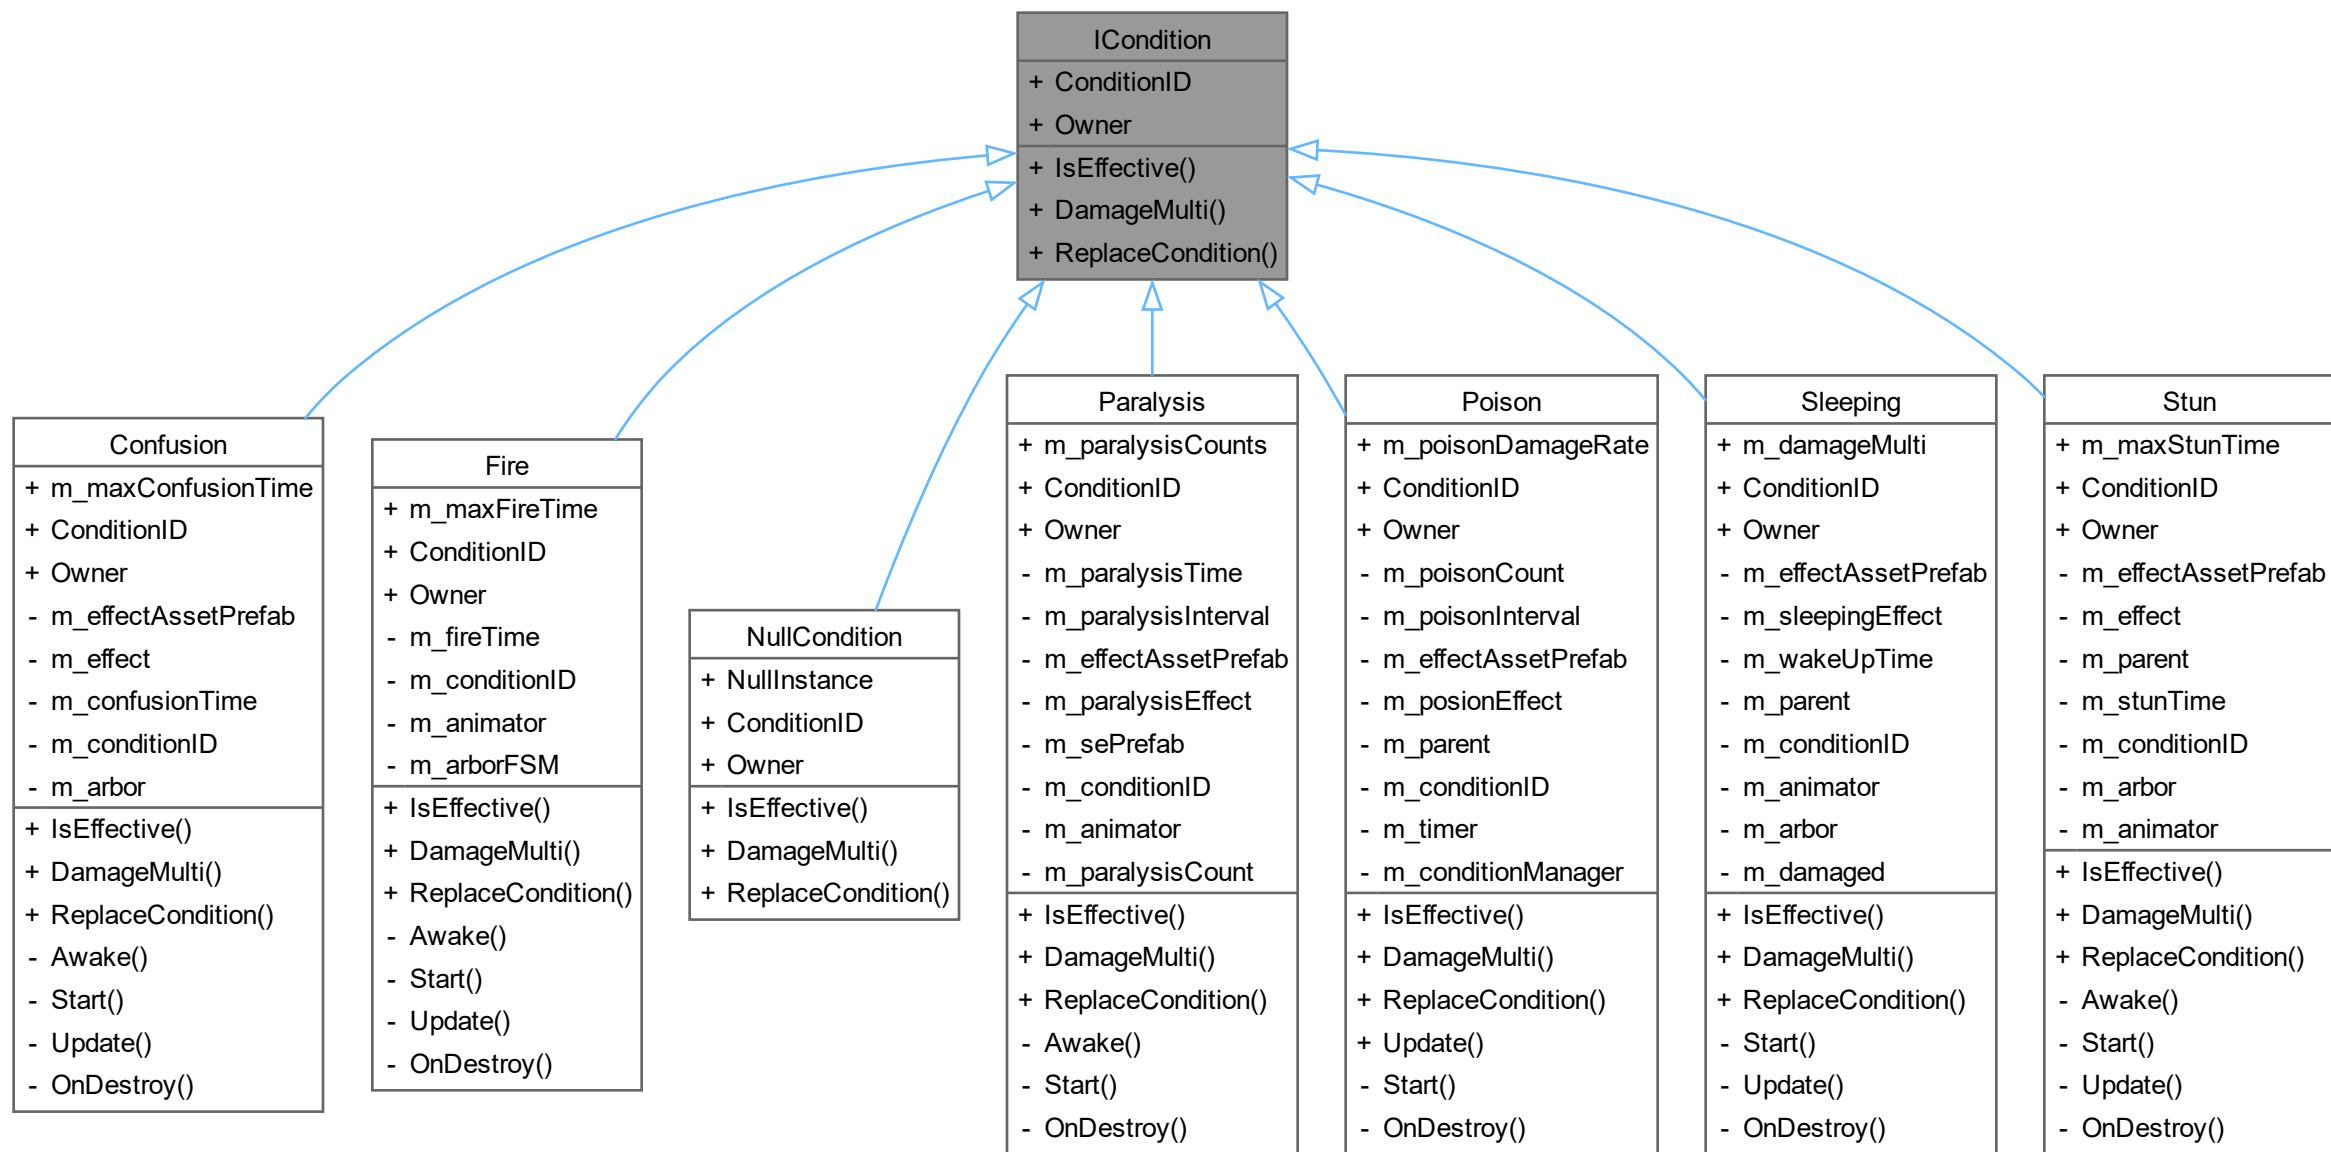 ICondition
+ ConditionID
+ Owner
+ IsEffective()
+ DamageMulti()
+ ReplaceCondition()
Confusion
+ m_maxConfusionTime
+ ConditionID
+ Owner
- m_effectAssetPrefab
- m_effect
- m_confusionTime
- m_conditionID
- m_arbor
+ IsEffective()
+ DamageMulti()
+ ReplaceCondition()
- Awake()
- Start()
- Update()
- OnDestroy()
Fire
+ m_maxFireTime
+ ConditionID
+ Owner
- m_fireTime
- m_conditionID
- m_animator
- m_arborFSM
+ IsEffective()
+ DamageMulti()
+ ReplaceCondition()
- Awake()
- Start()
- Update()
- OnDestroy()
NullCondition
+ NullInstance
+ ConditionID
+ Owner
+ IsEffective()
+ DamageMulti()
+ ReplaceCondition()
Paralysis
+ m_paralysisCounts
+ ConditionID
+ Owner
- m_paralysisTime
- m_paralysisInterval
- m_effectAssetPrefab
- m_paralysisEffect
- m_sePrefab
- m_conditionID
- m_animator
- m_paralysisCount
+ IsEffective()
+ DamageMulti()
+ ReplaceCondition()
- Awake()
- Start()
- OnDestroy()
Poison
+ m_poisonDamageRate
+ ConditionID
+ Owner
- m_poisonCount
- m_poisonInterval
- m_effectAssetPrefab
- m_posionEffect
- m_parent
- m_conditionID
- m_timer
- m_conditionManager
+ IsEffective()
+ DamageMulti()
+ ReplaceCondition()
+ Update()
- Start()
- OnDestroy()
Sleeping
+ m_damageMulti
+ ConditionID
+ Owner
- m_effectAssetPrefab
- m_sleepingEffect
- m_wakeUpTime
- m_parent
- m_conditionID
- m_animator
- m_arbor
- m_damaged
+ IsEffective()
+ DamageMulti()
+ ReplaceCondition()
- Start()
- Update()
- OnDestroy()
Stun
+ m_maxStunTime
+ ConditionID
+ Owner
- m_effectAssetPrefab
- m_effect
- m_parent
- m_stunTime
- m_conditionID
- m_arbor
- m_animator
+ IsEffective()
+ DamageMulti()
+ ReplaceCondition()
- Awake()
- Start()
- Update()
- OnDestroy()